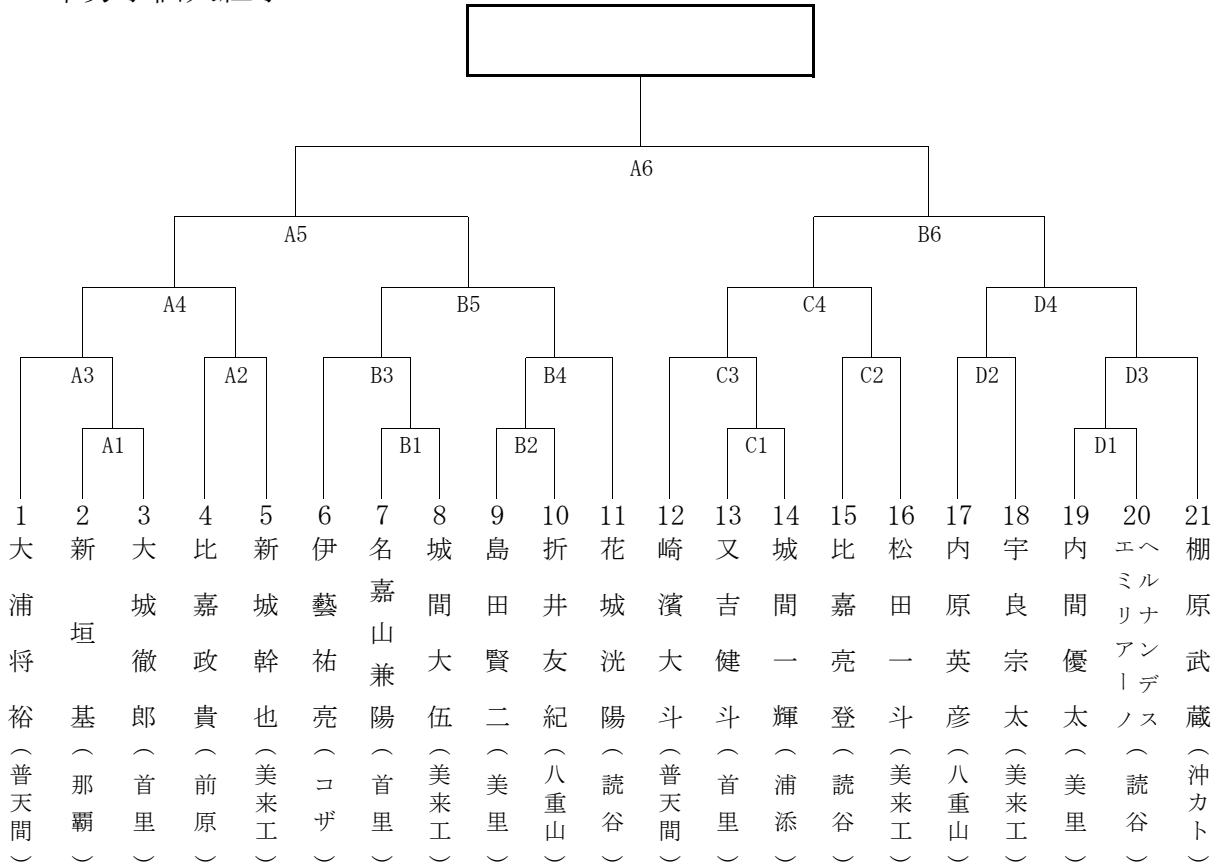 A6
A5
B6
A4
B5
C4
D4
A3
A2
B3
B4
C3
C2
D2
D3
A1
B1
B2
C1
D1
1
大浦将裕(普天間)
2
新垣基(那覇)
3
大城徹郎(首里)
4
比嘉政貴(前原)
5
新城幹也(美来工)
6
伊藝祐亮(コザ)
7
名嘉山兼陽(首里)
8
城間大伍(美来工)
9
島田賢二(美里)
10
折井友紀(八重山)
11
花城洸陽(読谷)
12
崎濱大斗(普天間)
13
又吉健斗(首里)
14
城間一輝(浦添)
15
比嘉亮登(読谷)
16
松田一斗(美来工)
17
内原英彦(八重山)
18
宇良宗太(美来工)
19
内間優太(美里)
20
ヘルナンデス
エミリアーノ
(読谷)
21
棚原武蔵(沖カト)